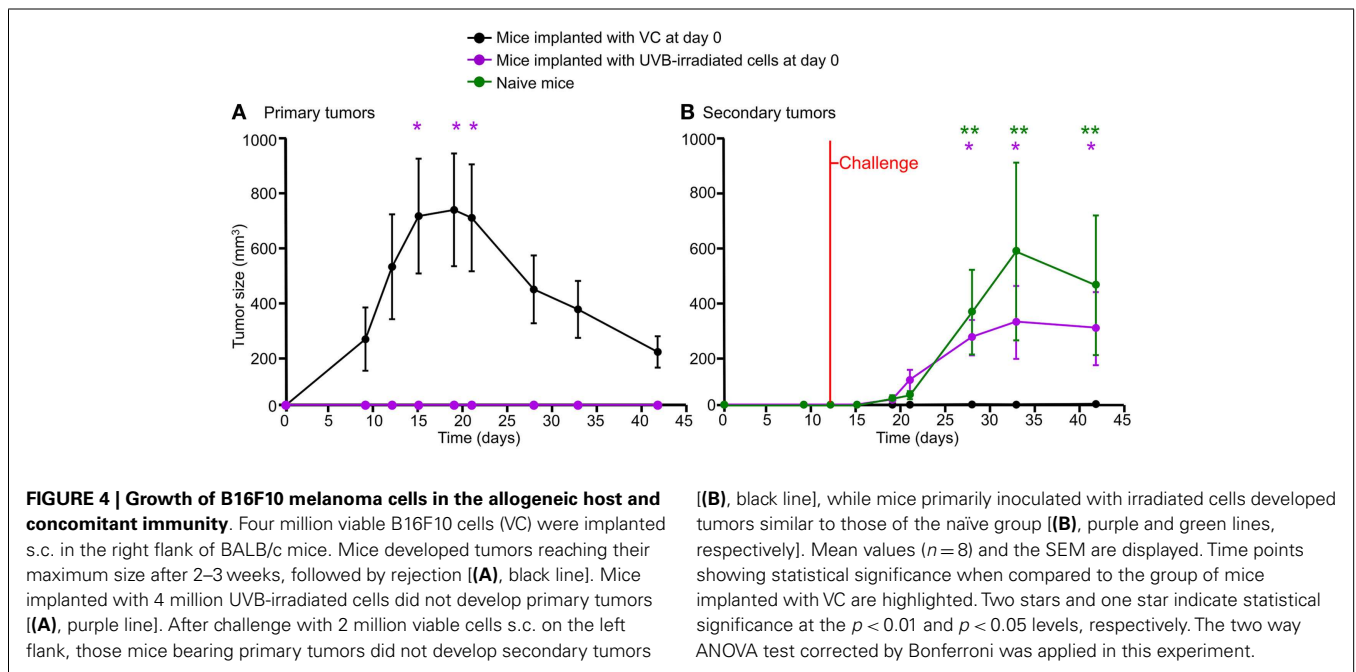 Mice implanted with VC at day 0
Mice implanted with UVB-irradiated cells at day 0
Naive mice
A Primary tumors
* * *
1000
800
600
400
200
0
Tumor size (mm³)
0 5 10 15 20 25 30 35 40 45
Time (days)
B Secondary tumors
** ** **
* * *
Challenge
1000
800
600
400
200
0
0 5 10 15 20 25 30 35 40 45
Time (days)
FIGURE 4 | Growth of B16F10 melanoma cells in the allogeneic host and
concomitant immunity. Four million viable B16F10 cells (VC) were implanted
s.c. in the right flank of BALB/c mice. Mice developed tumors reaching their
maximum size after 2–3 weeks, followed by rejection [(A), black line]. Mice
implanted with 4 million UVB-irradiated cells did not develop primary tumors
[(A), purple line]. After challenge with 2 million viable cells s.c. on the left
flank, those mice bearing primary tumors did not develop secondary tumors
[(B), black line], while mice primarily inoculated with irradiated cells developed
tumors similar to those of the naïve group [(B), purple and green lines,
respectively]. Mean values (n = 8) and the SEM are displayed. Time points
showing statistical significance when compared to the group of mice
implanted with VC are highlighted. Two stars and one star indicate statistical
significance at the p < 0.01 and p < 0.05 levels, respectively. The two way
ANOVA test corrected by Bonferroni was applied in this experiment.